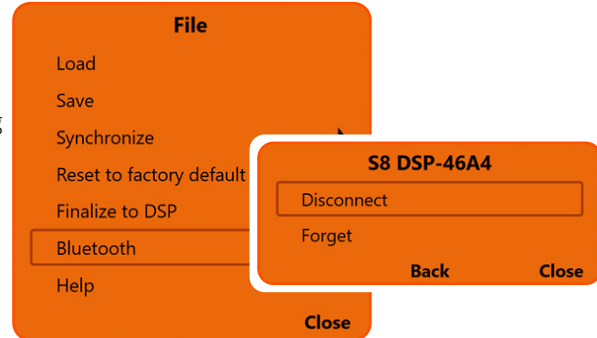 File
Load
Save
Synchronize
Reset to factory default
Finalize to DSP
Bluetooth
Help
Close
S8 DSP-46A4
Disconnect
Forget
Back Close